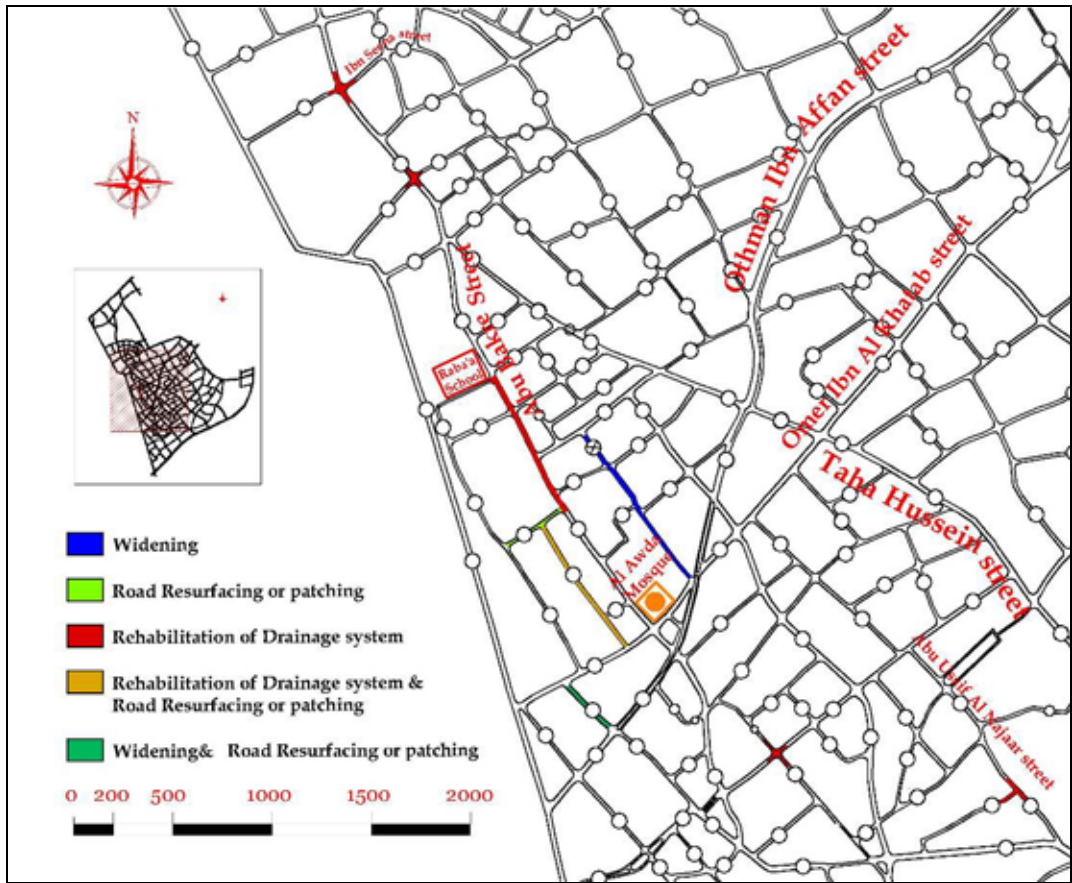 Ibn Seena street
N
Othman Ibn Affan street
Abu Bakre Street
Omer Ibn Al Khatab street
Raba'a
School
Taha Hussein street
Al Awda
Mosque
Abu Usif Al Najaar street
Widening
Road Resurfacing or patching
Rehabilitation of Drainage system
Rehabilitation of Drainage system &
Road Resurfacing or patching
Widening& Road Resurfacing or patching
0 200 500 1000 1500 2000